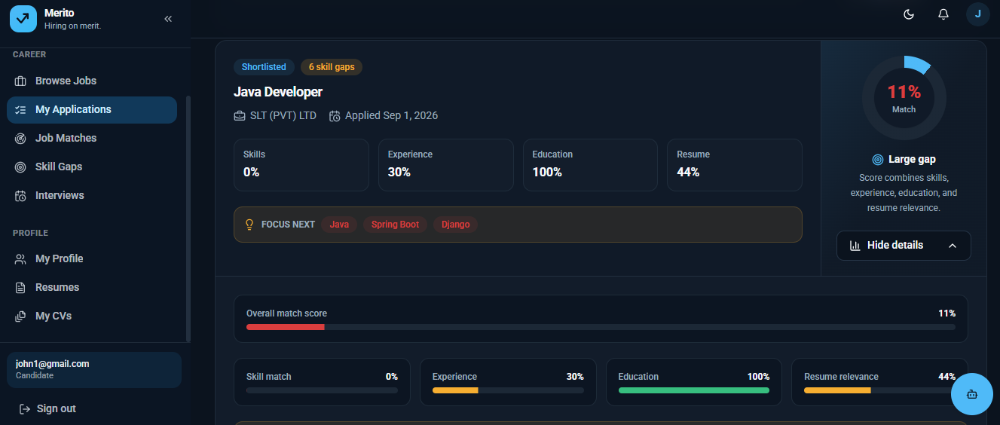 Merito
Hiring on merit.
CAREER
Browse Jobs
My Applications
Job Matches
Skill Gaps
Interviews
PROFILE
My Profile
Resumes
My CVs
john1@gmail.com
Candidate
Sign out
J
Shortlisted 6 skill gaps
Java Developer
SLT (PVT) LTD Applied Sep 1, 2026
Skills
0%
Experience
30%
Education
100%
Resume
44%
FOCUS NEXT Java Spring Boot Django
11%
Match
Large gap
Score combines skills,
experience, education, and
resume relevance.
Hide details
Overall match score 11%
Skill match 0%
Experience 30%
Education 100%
Resume relevance 44%